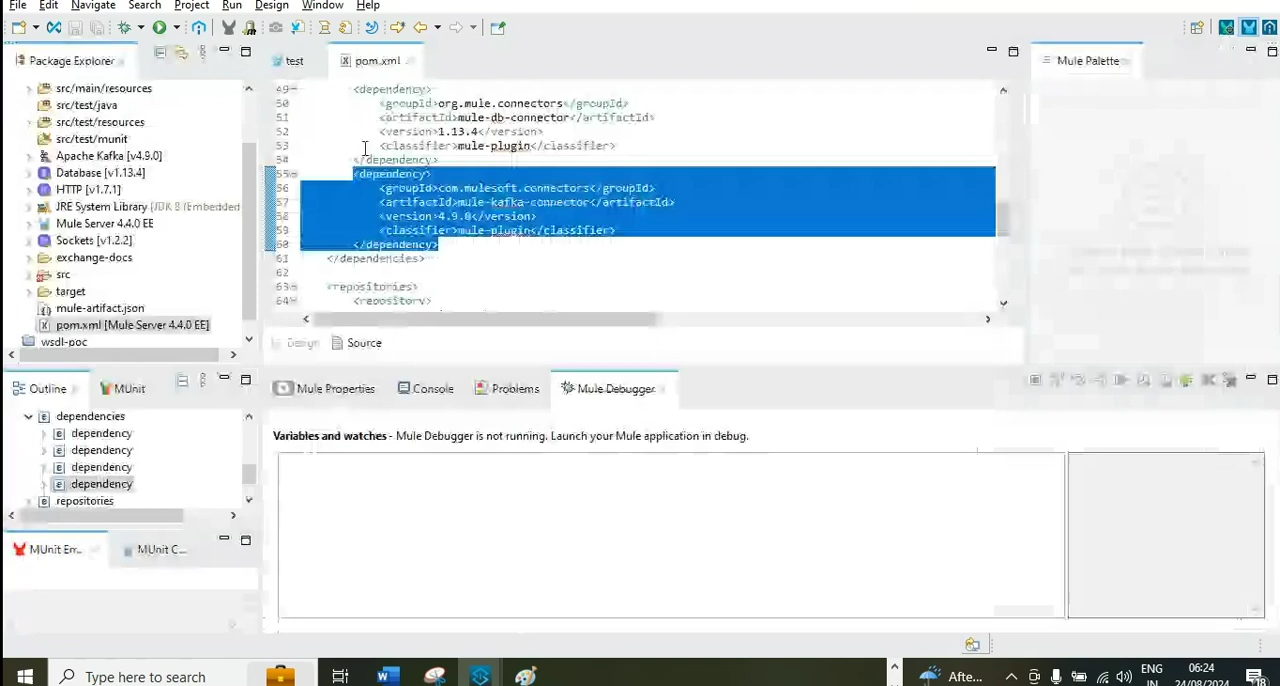 File Edit Navigate Search Project Run Design Window Help
Package Explorer
src/main/resources
src/test/java
src/test/resources
src/test/munit
Apache Kafka [v4.9.0]
Database [v1.13.4]
HTTP [v1.7.1]
JRE System Library [JDK 8 (Embedded
Mule Server 4.4.0 EE
Sockets [v1.2.2]
exchange-docs
src
target
mule-artifact.json
pom.xml [Mule Server 4.4.0 EE]
wsdl-poc
test
pom.xml
49 <dependency>
50 <groupId>org.mule.connectors</groupId>
51 <artifactId>mule-db-connector</artifactId>
52 <version>1.13.4</version>
53 <classifier>mule-plugin</classifier>
54 </dependency>
55 <dependency>
56 <groupId>com.mulesoft.connectors</groupId>
57 <artifactId>mule-kafka-connector</artifactId>
58 <version>4.9.0</version>
59 <classifier>mule-plugin</classifier>
60 </dependency>
61 </dependencies>
62
63 <repositories>
64 <repository>
Design Source
Mule Palette
Outline
MUnit
dependencies
dependency
dependency
dependency
dependency
repositories
MUnit Er...
MUnit C...
Mule Properties
Console
Problems
Mule Debugger
Variables and watches - Mule Debugger is not running. Launch your Mule application in debug.
Type here to search
Afte...
ENG
IN
06:24
24/08/2024
18